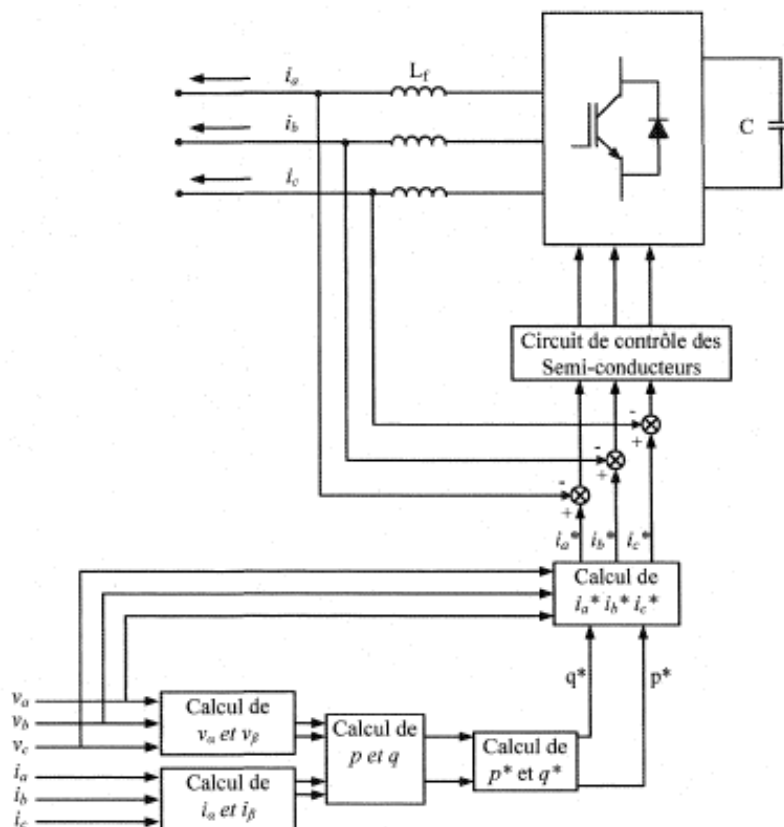 i_a
L_f
i_b
C
i_c
Circuit de contrôle des
Semi-conducteurs
-
+
-
+
-
+
i_a* i_b* i_c*
Calcul de
i_a* i_b* i_c*
q*
p*
v_a
v_b
v_c
Calcul de
v_α et v_β
Calcul de
p et q
Calcul de
p* et q*
i_a
i_b
i_c
Calcul de
i_α et i_β